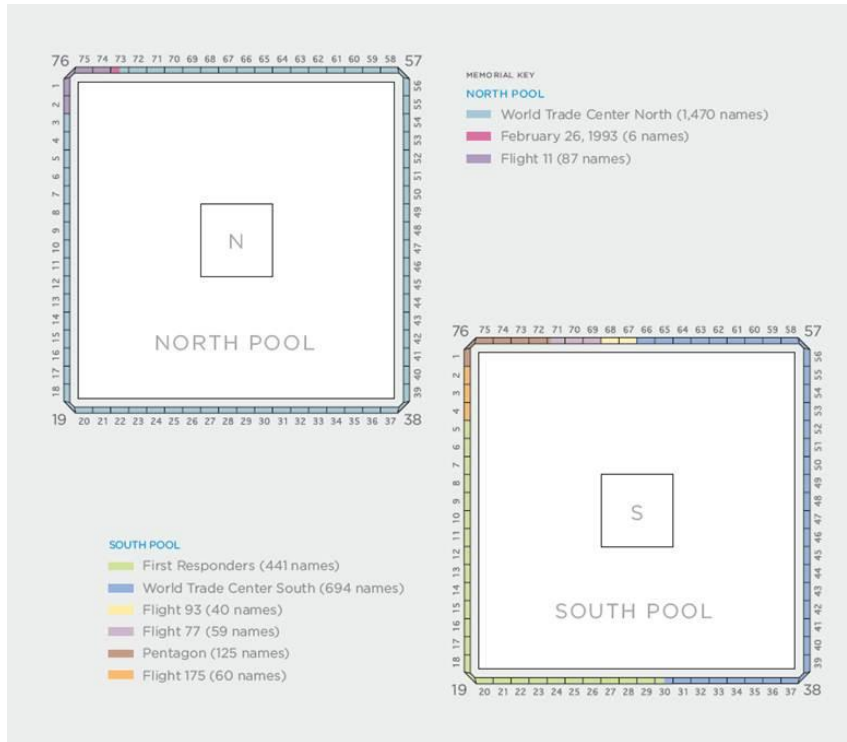 76 75 74 73 72 71 70 69 68 67 66 65 64 63 62 61 60 59 58 57
1 2 3 4 5 6 7 8 9 10 11 12 13 14 15 16 17 18
56 55 54 53 52 51 50 49 48 47 46 45 44 43 42 41 40 39
N
NORTH POOL
19 20 21 22 23 24 25 26 27 28 29 30 31 32 33 34 35 36 37 38
MEMORIAL KEY
NORTH POOL
World Trade Center North (1,470 names)
February 26, 1993 (6 names)
Flight 11 (87 names)
SOUTH POOL
First Responders (441 names)
World Trade Center South (694 names)
Flight 93 (40 names)
Flight 77 (59 names)
Pentagon (125 names)
Flight 175 (60 names)
76 75 74 73 72 71 70 69 68 67 66 65 64 63 62 61 60 59 58 57
1 2 3 4 5 6 7 8 9 10 11 12 13 14 15 16 17 18
56 55 54 53 52 51 50 49 48 47 46 45 44 43 42 41 40 39
S
SOUTH POOL
19 20 21 22 23 24 25 26 27 28 29 30 31 32 33 34 35 36 37 38